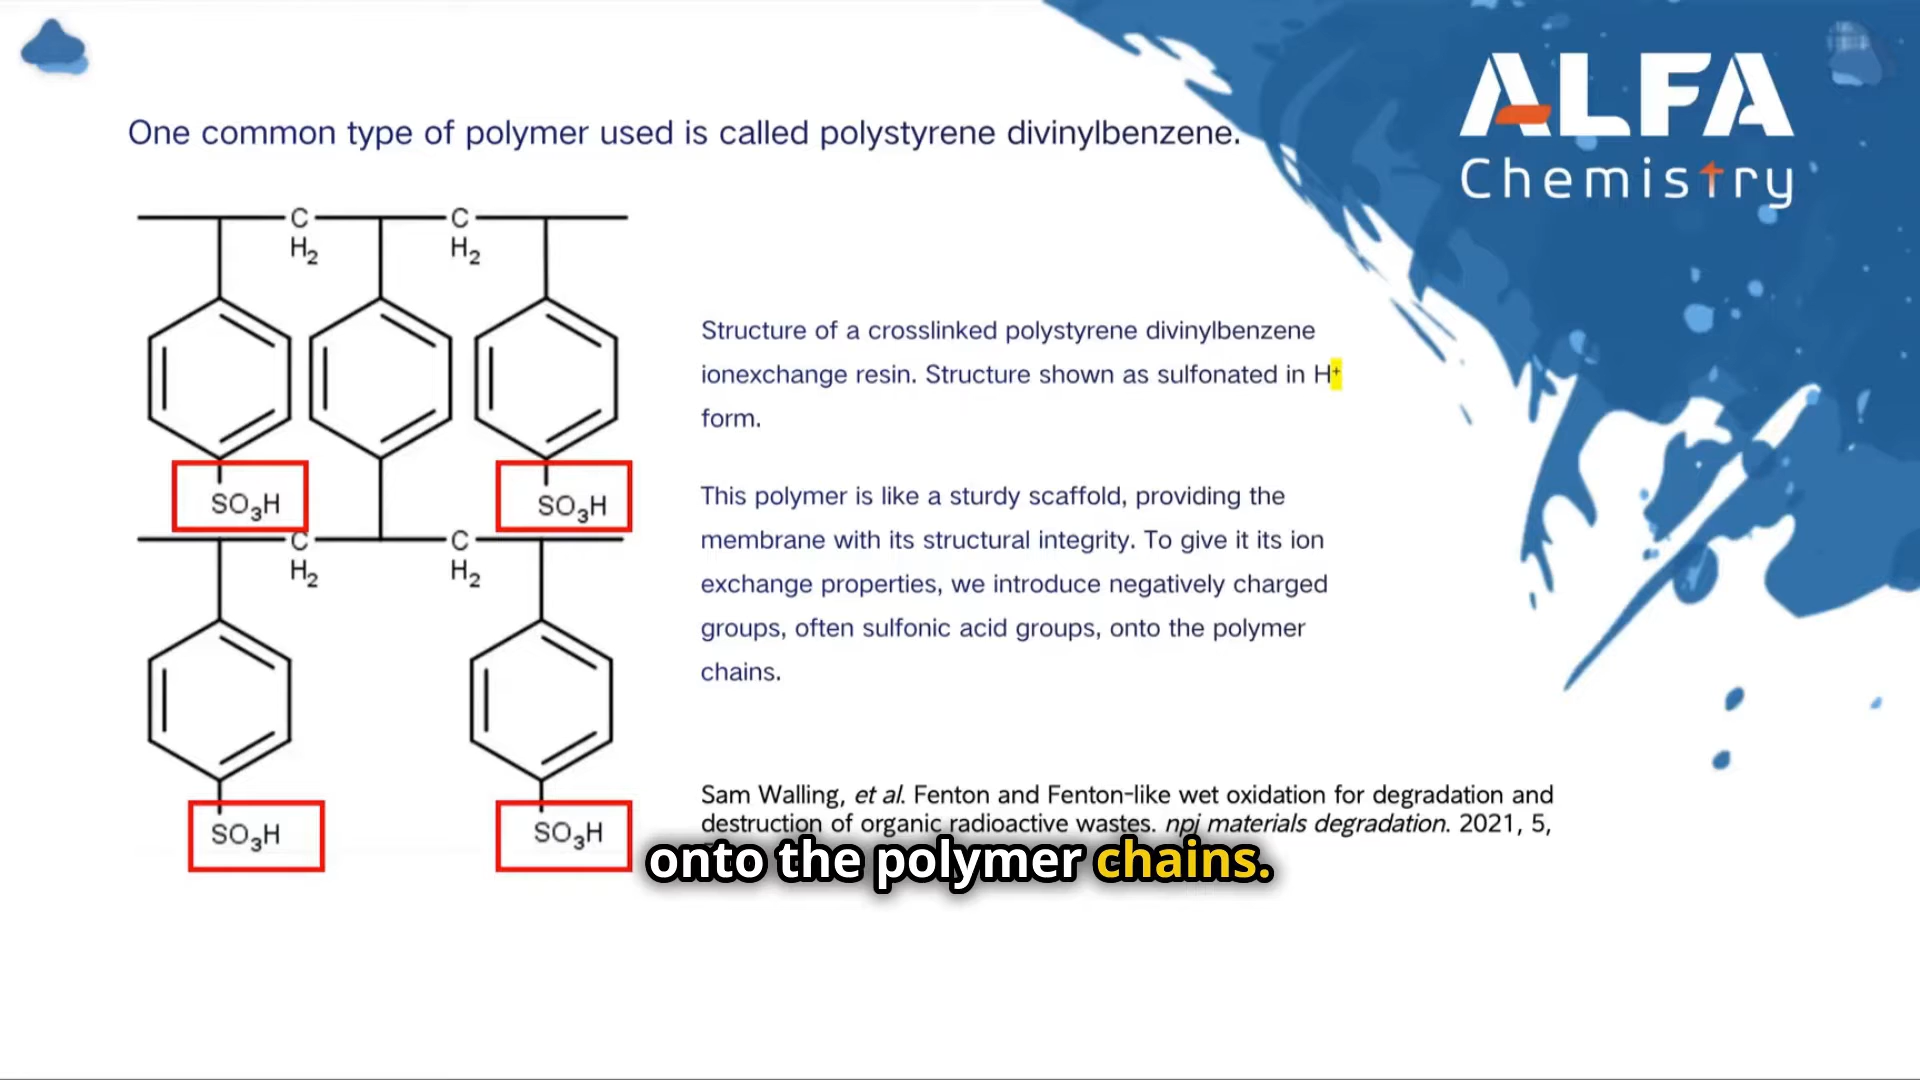 ALFA
Chemistry
One common type of polymer used is called polystyrene divinylbenzene.
C
H₂
C
H₂
Structure of a crosslinked polystyrene divinylbenzene
ionexchange resin. Structure shown as sulfonated in H⁺
form.
SO₃H
SO₃H
This polymer is like a sturdy scaffold, providing the
membrane with its structural integrity. To give it its ion
exchange properties, we introduce negatively charged
groups, often sulfonic acid groups, onto the polymer
chains.
C
H₂
C
H₂
SO₃H
SO₃H
Sam Walling, et al. Fenton and Fenton-like wet oxidation for degradation and
destruction of organic radioactive wastes. npj materials degradation. 2021, 5,
onto the polymer chains.